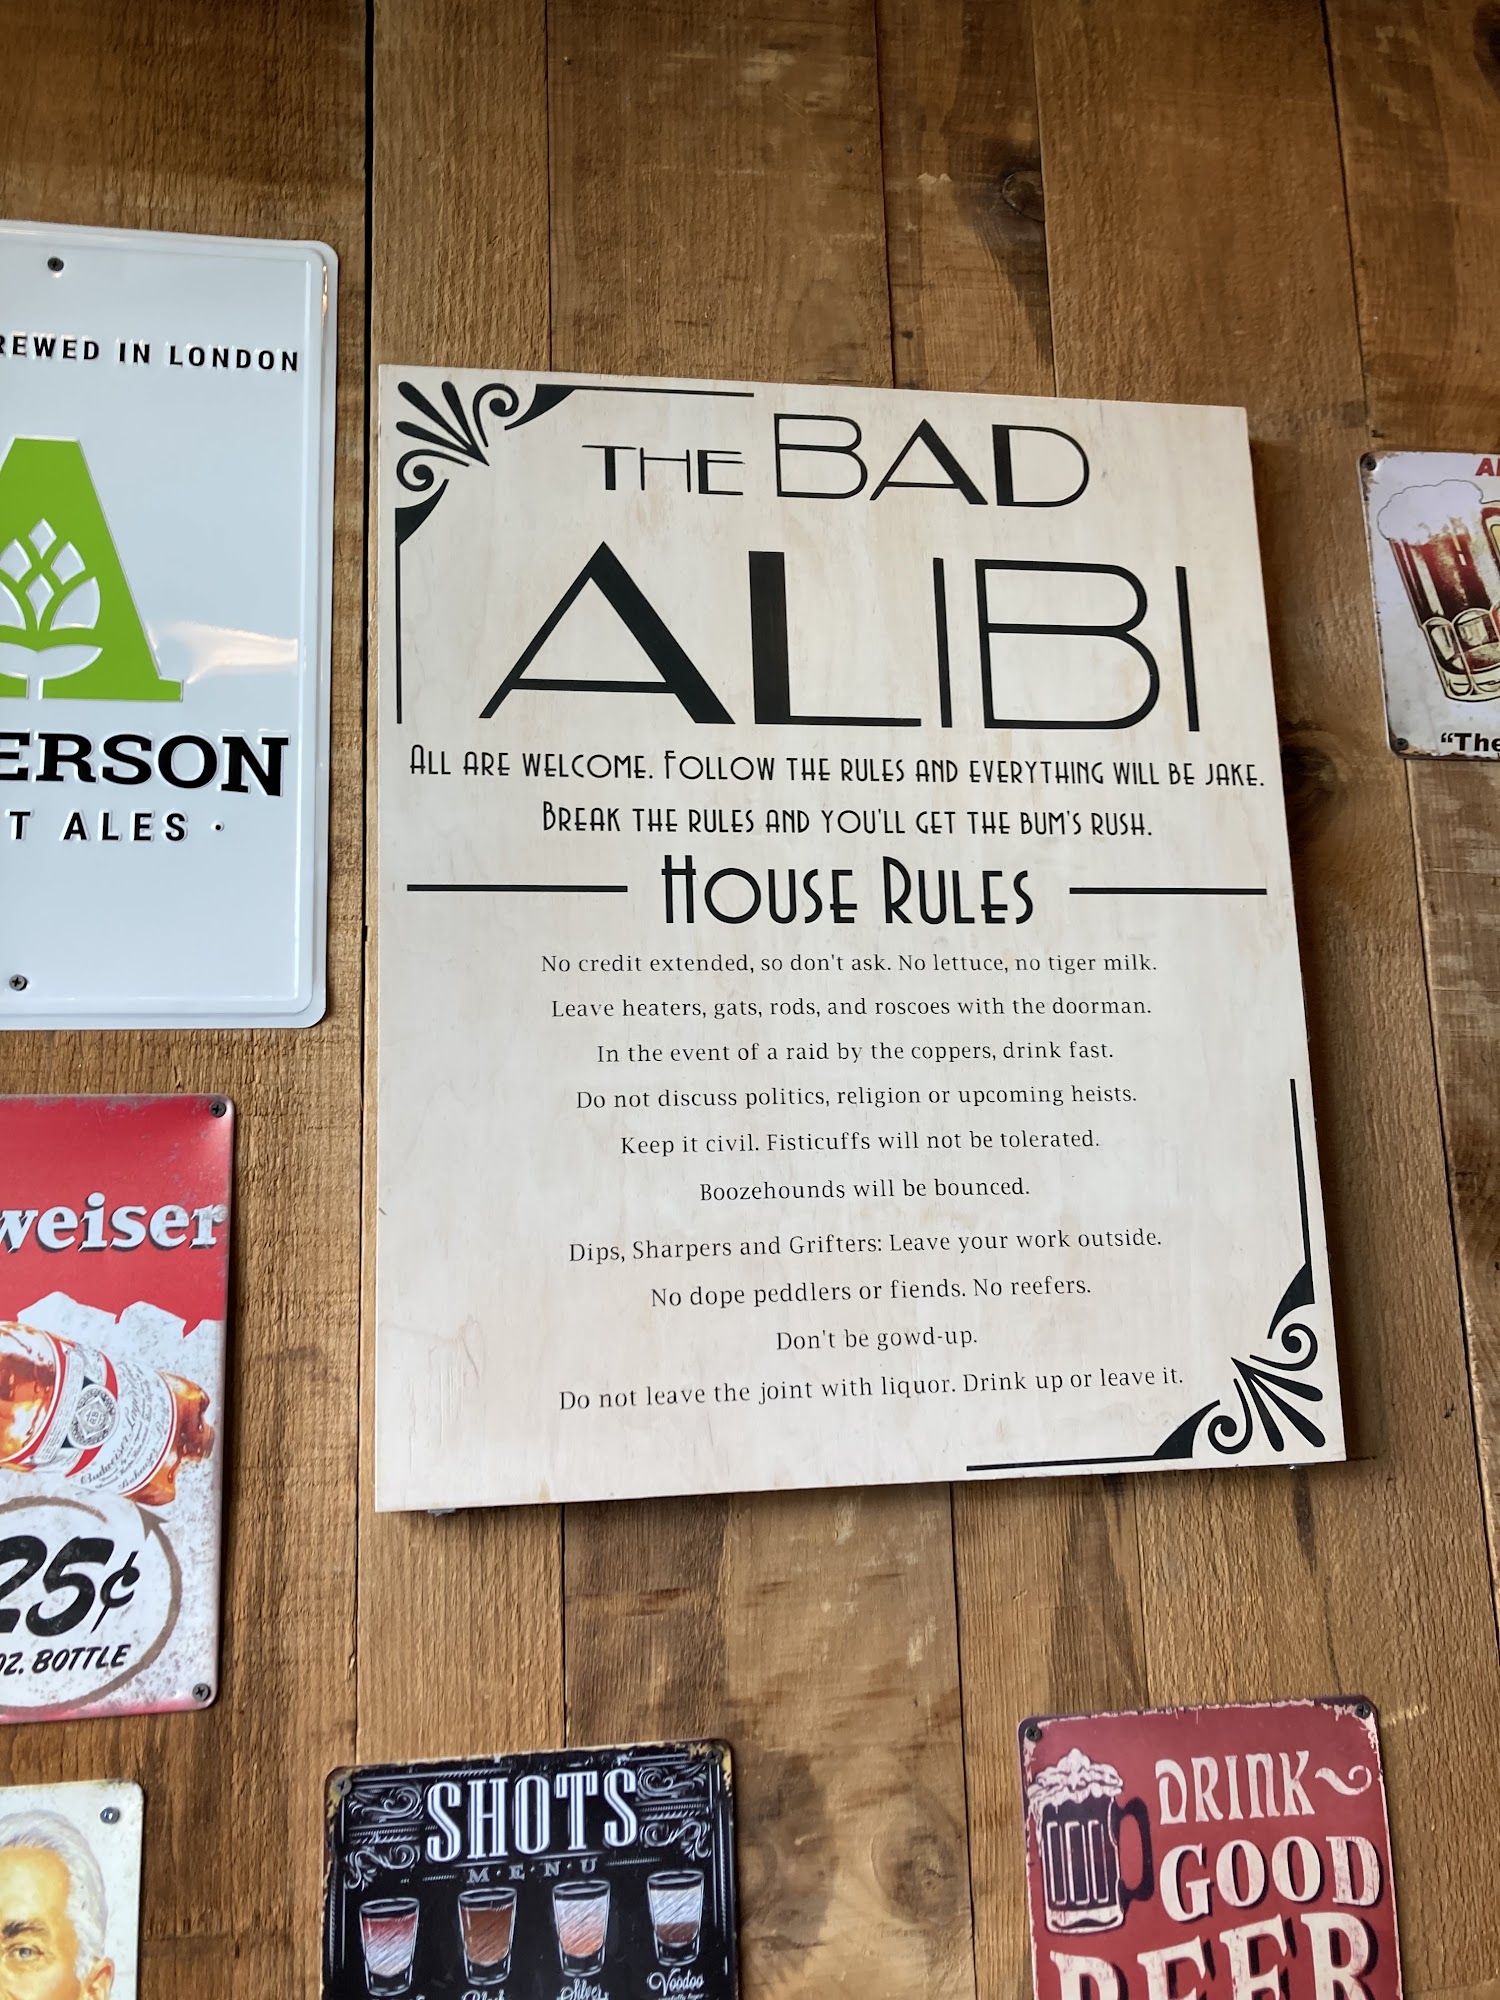 BREWED IN LONDON
ERSON
T ALES ·
THE BAD
ALIBI
ALL ARE WELCOME. FOLLOW THE RULES AND EVERYTHING WILL BE JAKE.
BREAK THE RULES AND YOU'LL GET THE BUM'S RUSH.
HOUSE RULES
No credit extended, so don't ask. No lettuce, no tiger milk.
Leave heaters, gats, rods, and roscoes with the doorman.
In the event of a raid by the coppers, drink fast.
Do not discuss politics, religion or upcoming heists.
Keep it civil. Fisticuffs will not be tolerated.
Boozehounds will be bounced.
Dips, Sharpers and Grifters: Leave your work outside.
No dope peddlers or fiends. No reefers.
Don't be gowd-up.
Do not leave the joint with liquor. Drink up or leave it.
"The
weiser
25¢
OZ. BOTTLE
SHOTS
M·E·N·U
Silver
Voodoo
DRINK
GOOD
BEER